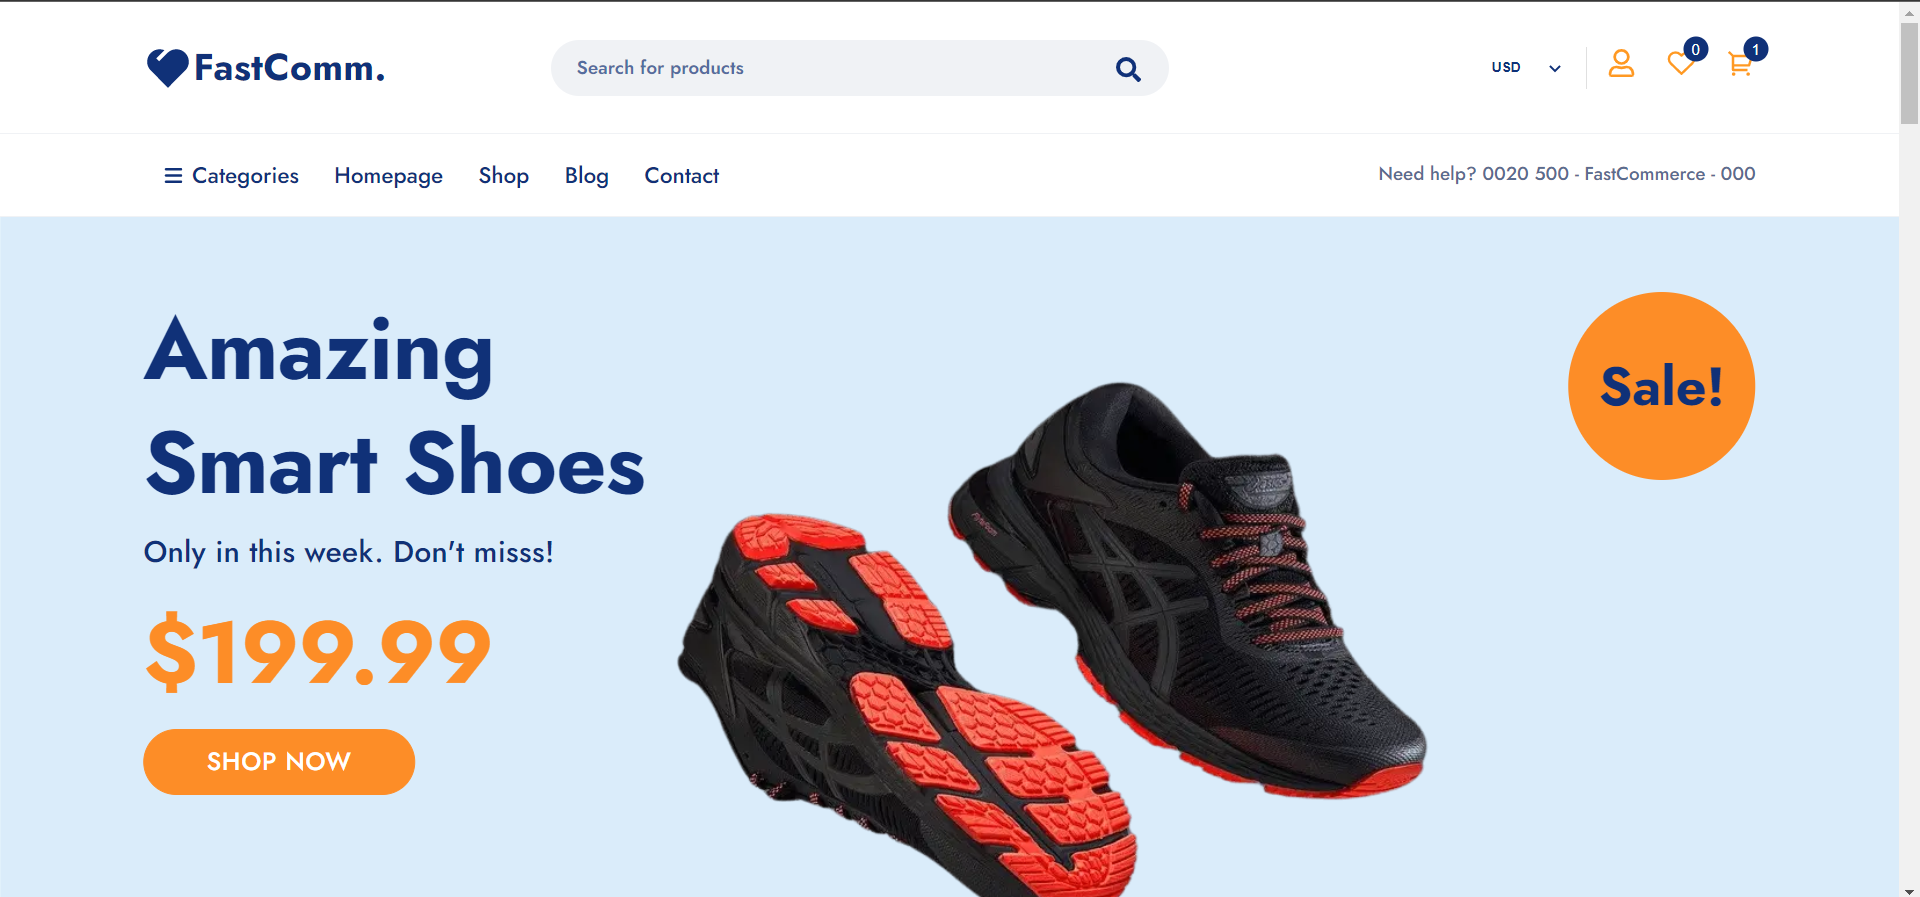 FastComm.
Search for products
USD
0
1
Categories
Homepage
Shop
Blog
Contact
Need help? 0020 500 - FastCommerce - 000
Amazing
Smart Shoes
Only in this week. Don't misss!
$199.99
SHOP NOW
Sale!